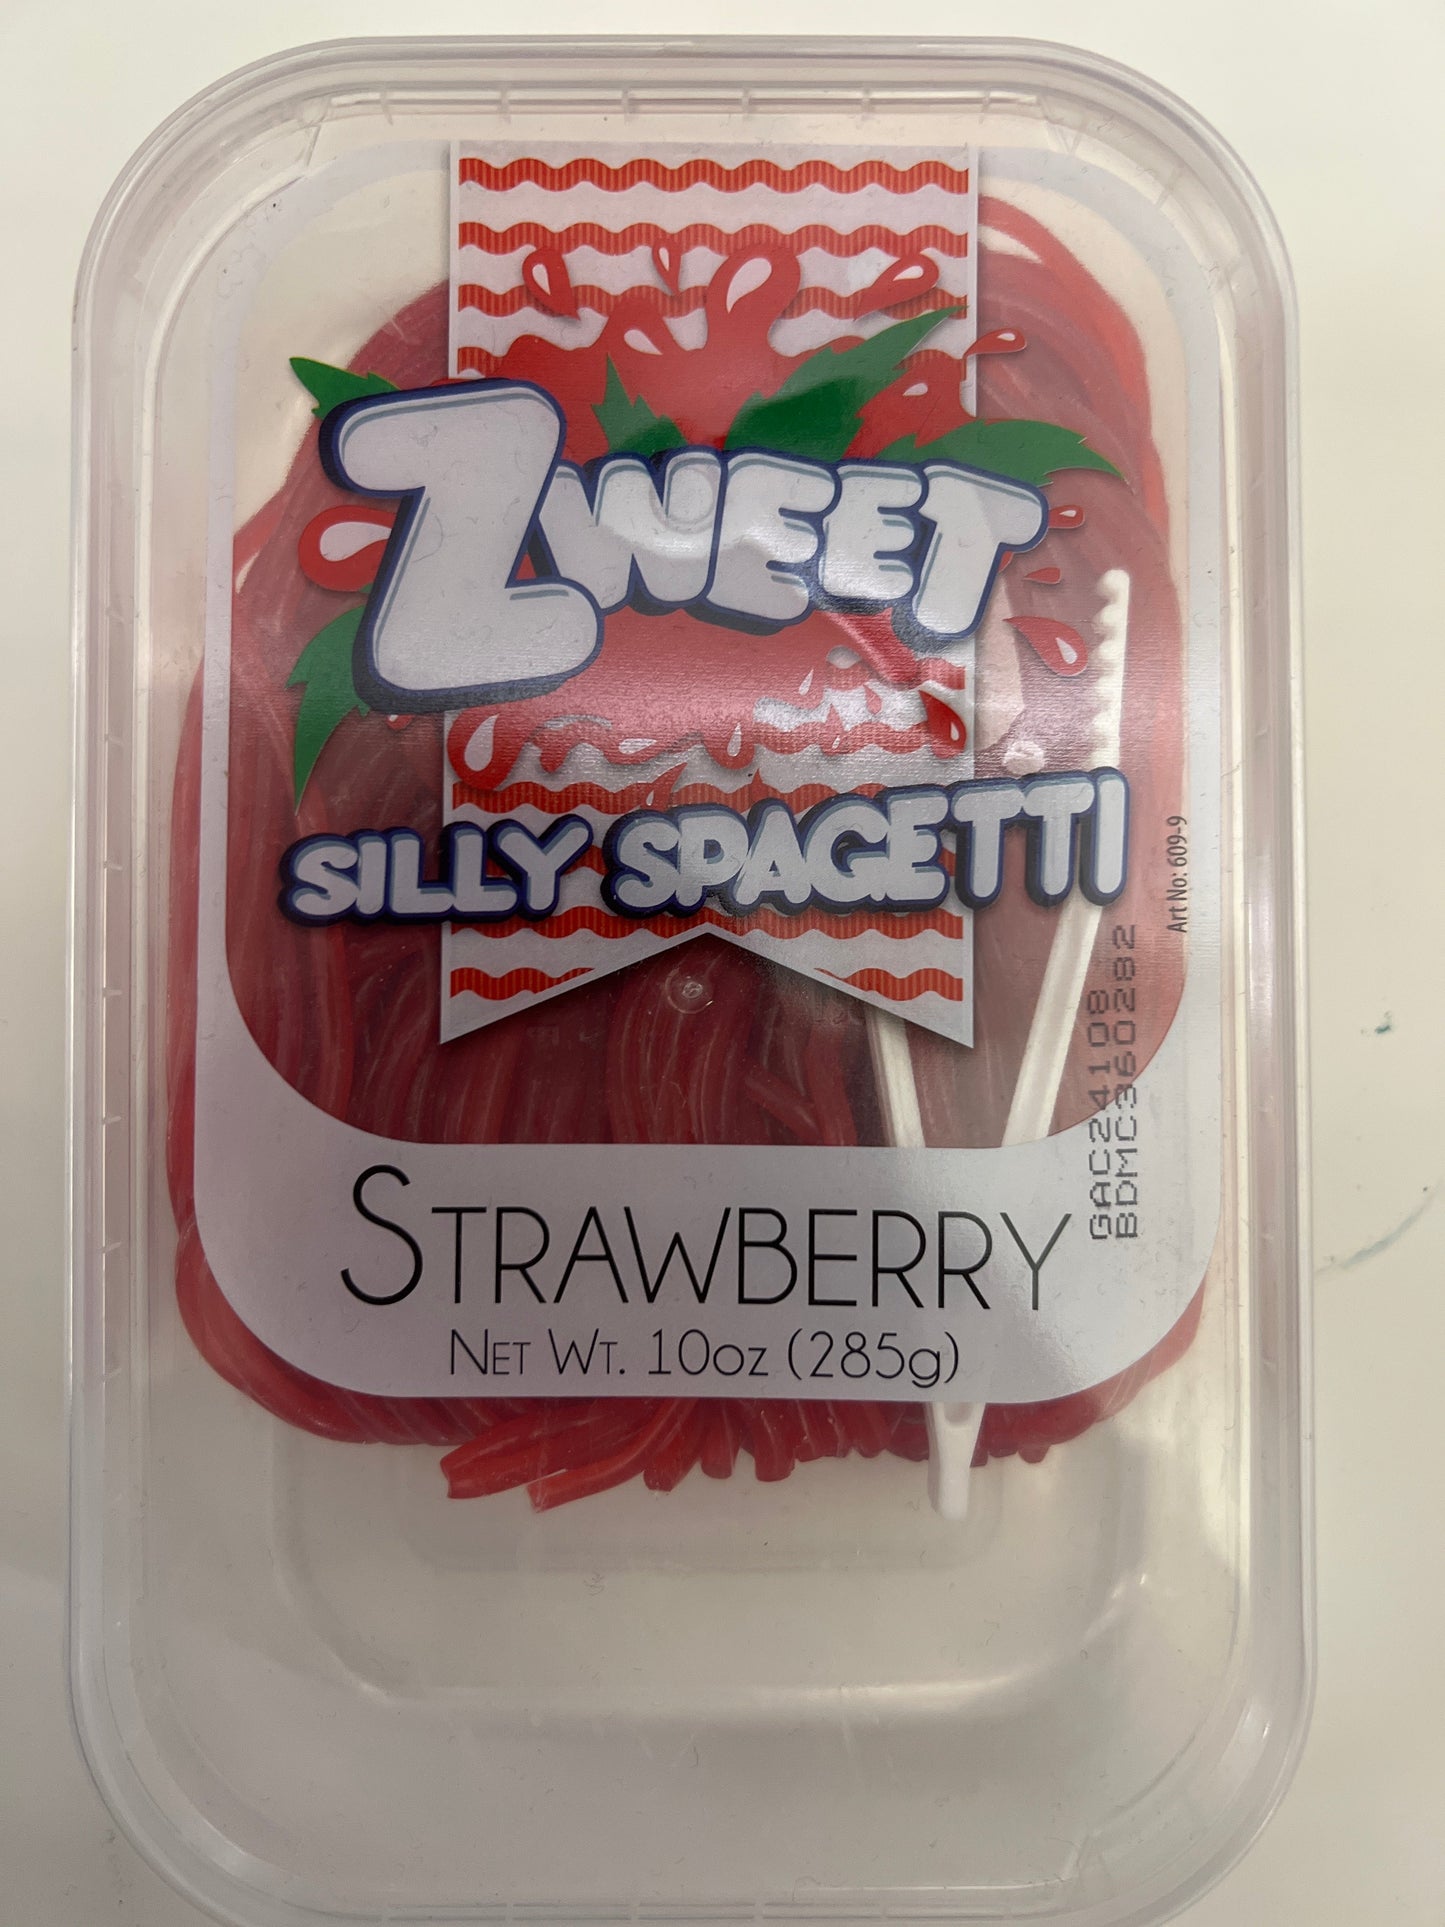 ZWEET
SILLY SPAGETTI
Art No: 609-9
GAC24108
BDMC360282
STRAWBERRY
NET WT. 10oz (285g)